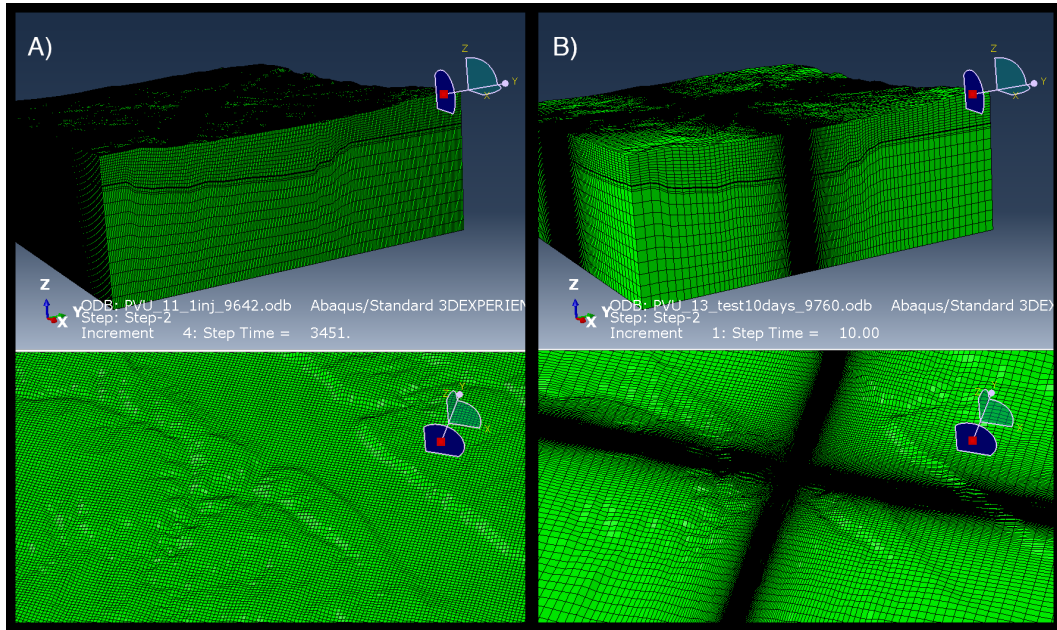 A)
Z
Y
X
Z
Y
X
ODB: PVU_11_1inj_9642.odb Abaqus/Standard 3DEXPERIEN
Step: Step-2
Increment 4: Step Time = 3451.
B)
Z
Y
X
Z
Y
X
ODB: PVU_13_test10days_9760.odb Abaqus/Standard 3DEX
Step: Step-2
Increment 1: Step Time = 10.00